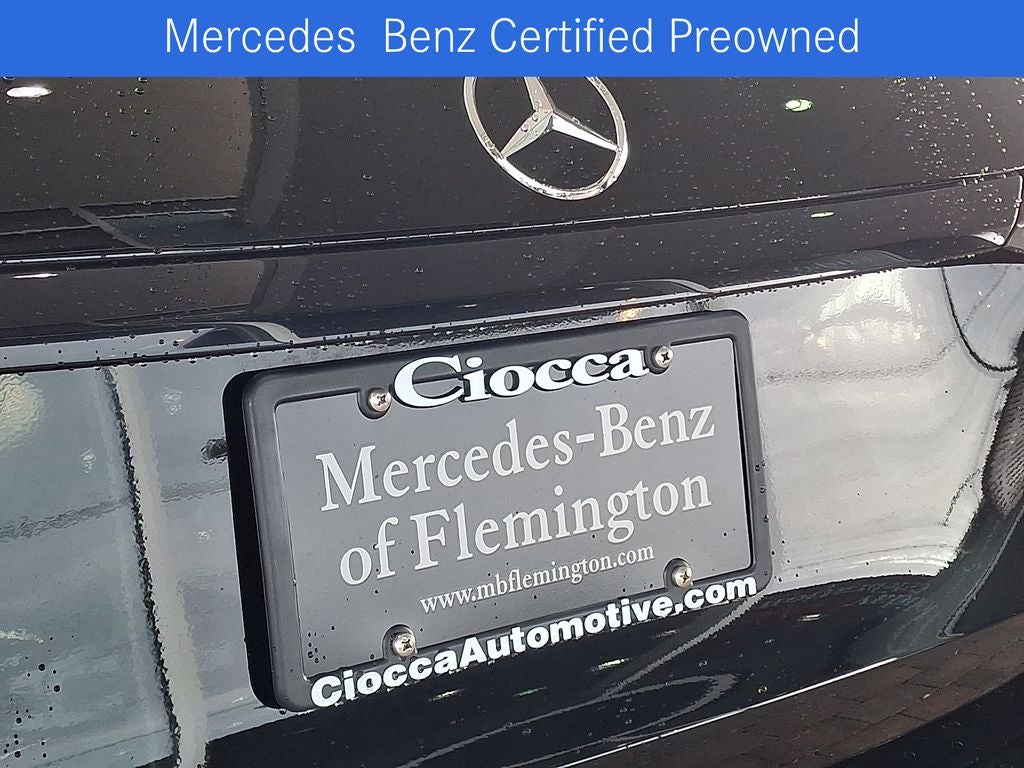 Mercedes Benz Certified Preowned
Ciocca
Mercedes-Benz
of Flemington
www.mbflemington.com
CioccaAutomotive.com